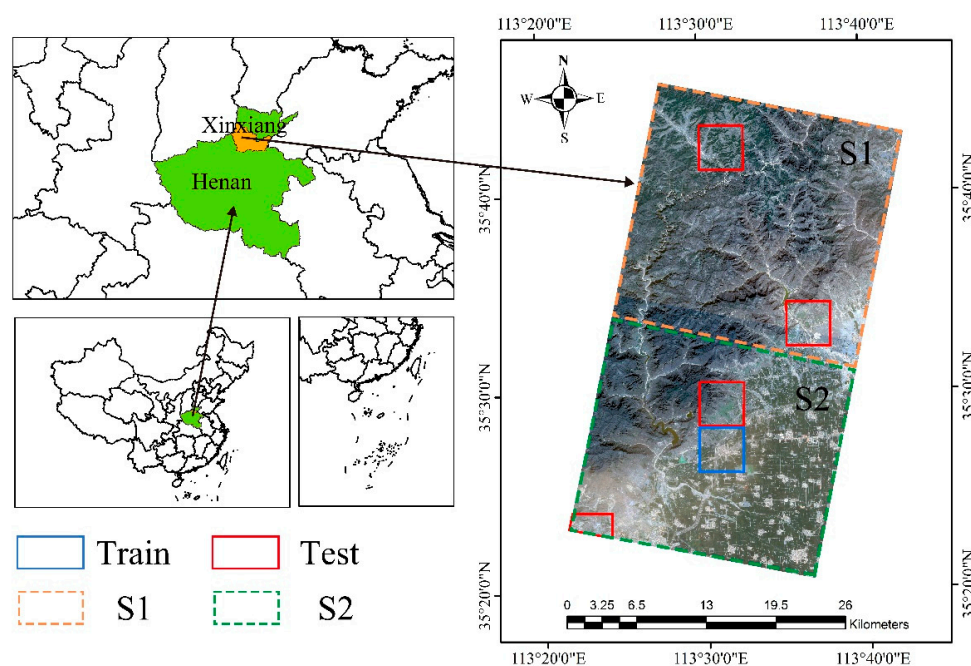 Xinxiang
Henan
Train
Test
S1
S2
113°20'0"E
113°30'0"E
113°40'0"E
N
W
E
S
S1
S2
35°40'0"N
35°30'0"N
35°20'0"N
35°40'0"N
35°30'0"N
35°20'0"N
0 3.25 6.5 13 19.5 26
Kilometers
113°20'0"E
113°30'0"E
113°40'0"E